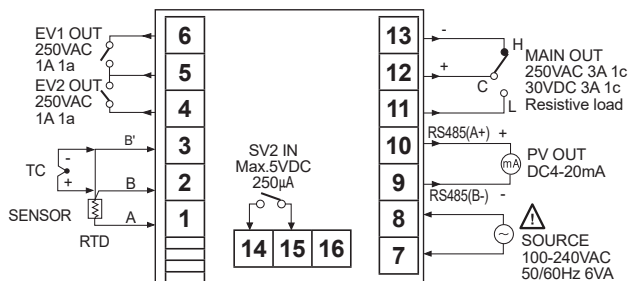 EV1 OUT
250VAC
1A 1a
EV2 OUT
250VAC
1A 1a
TC
-
+
SENSOR
RTD
B'
B
A
6
5
4
3
2
1
SV2 IN
Max.5VDC
250µA
14 15 16
13
12
11
10
9
8
7
-
+
H
C
L
MAIN OUT
250VAC 3A 1c
30VDC 3A 1c
Resistive load
RS485(A+) +
mA
PV OUT
DC4-20mA
RS485(B-) -
SOURCE
100-240VAC
50/60Hz 6VA